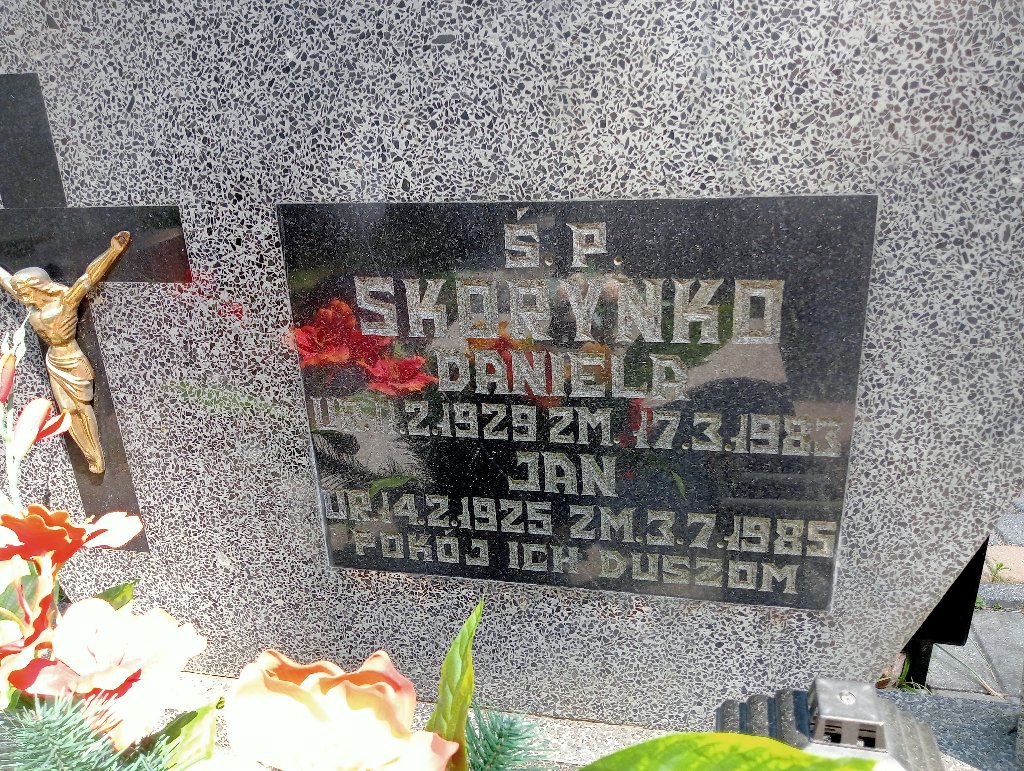 Ś.P.
SKORYNKO
DANIELA
2.1929 ZM. 17.3.1983
JAN
UR.14.2.1925 ZM.3.7.1985
POKÓJ ICH DUSZOM